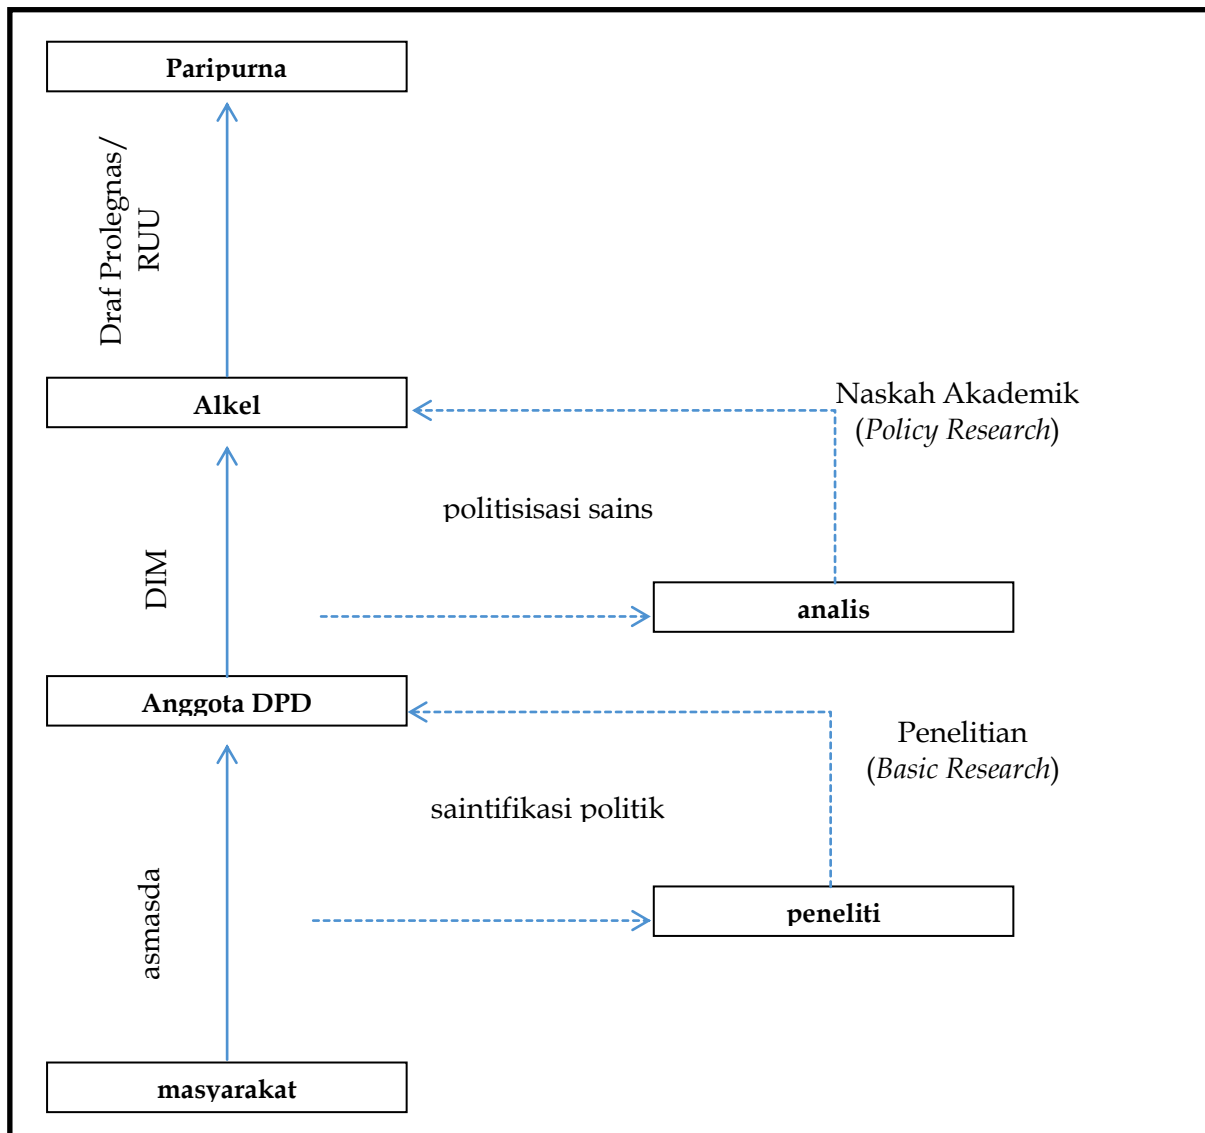 Paripurna
Draf Prolegnas/
RUU
Alkel
Naskah Akademik
(Policy Research)
politisisasi sains
DIM
analis
Anggota DPD
Penelitian
(Basic Research)
saintifikasi politik
asmasda
peneliti
masyarakat